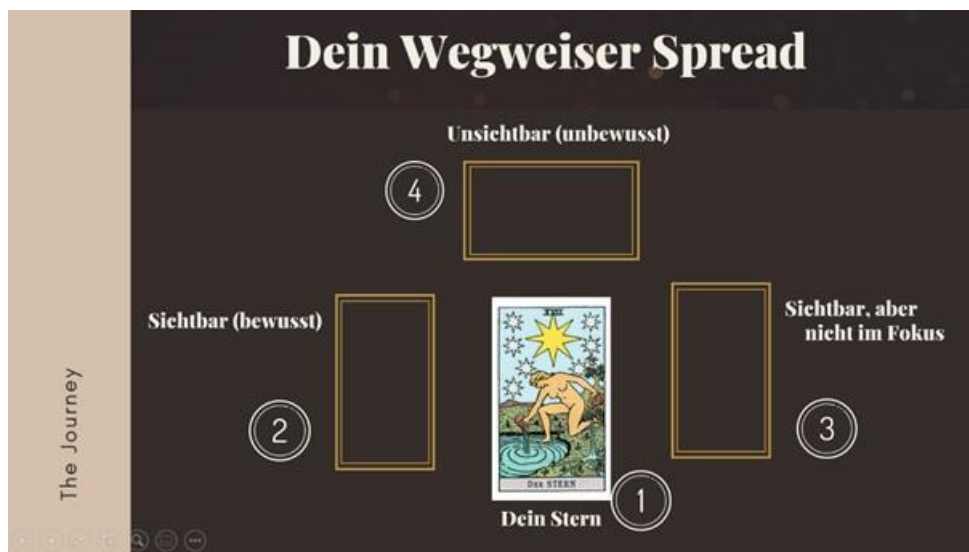 Dein Wegweiser Spread
Unsichtbar (unbewusst)
4
Sichtbar (bewusst)
Sichtbar, aber
nicht im Fokus
2
3
XVII
Der STERN
1
Dein Stern
The Journey